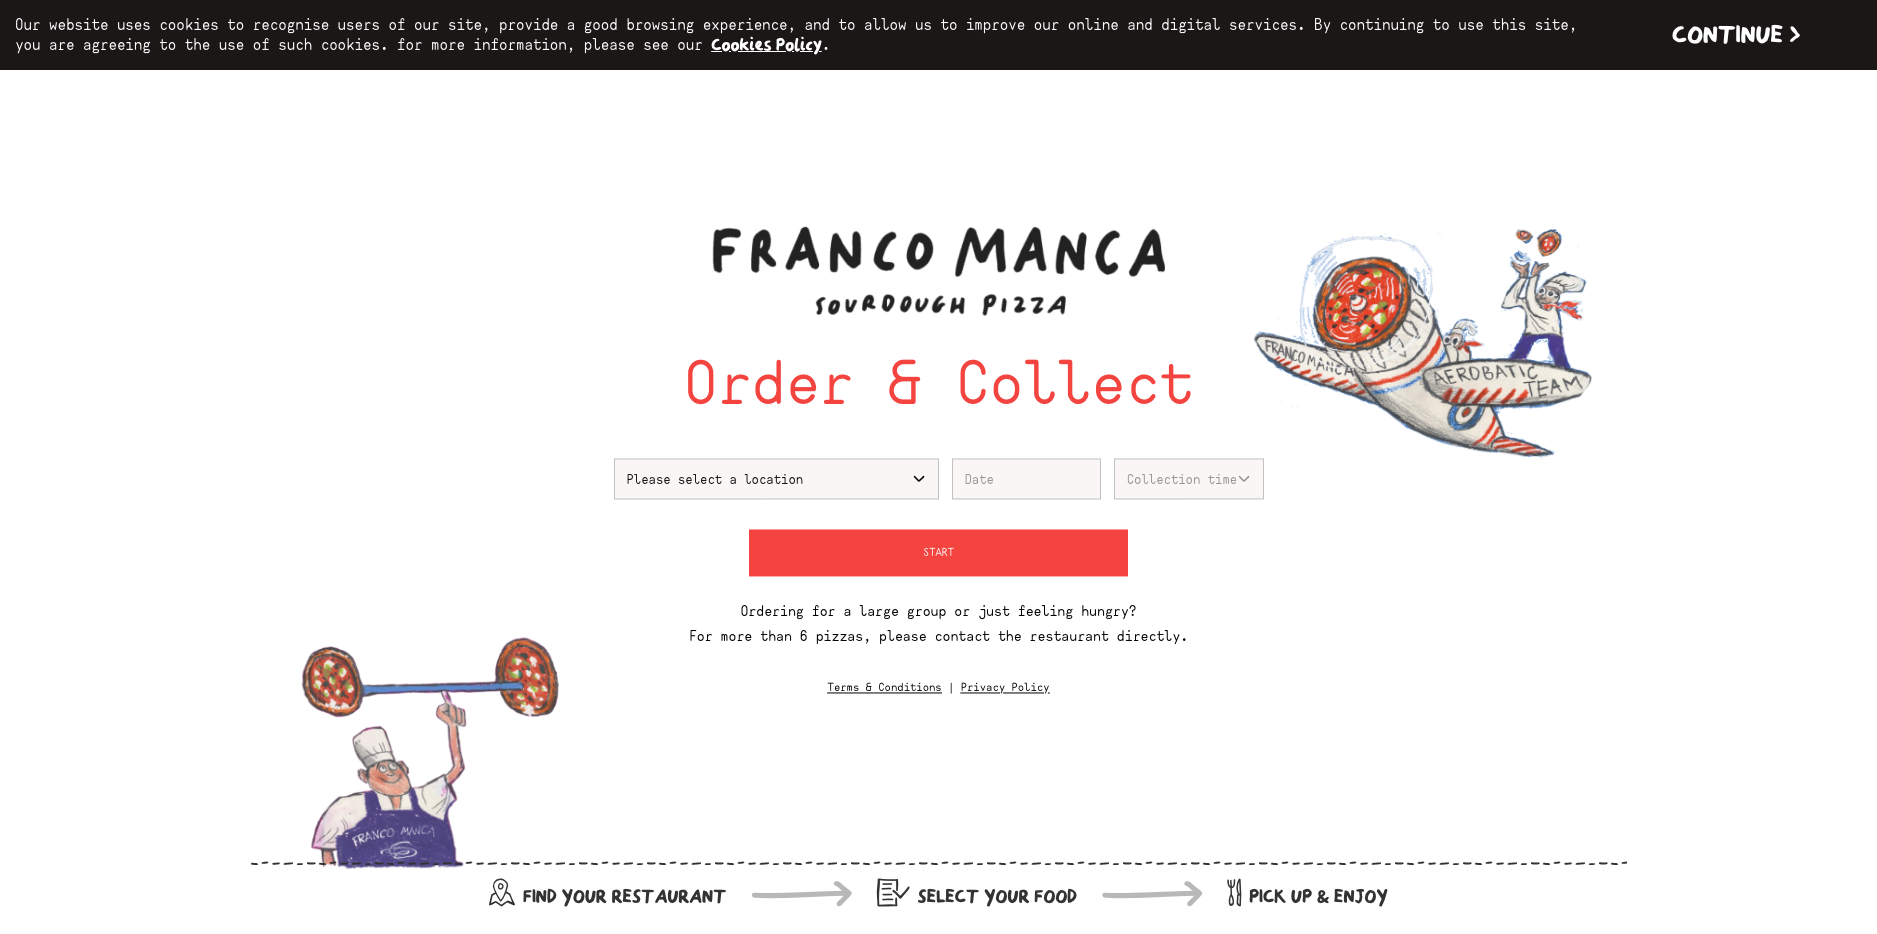 Our website uses cookies to recognise users of our site, provide a good browsing experience, and to allow us to improve our online and digital services. By continuing to use this site,
you are agreeing to the use of such cookies. for more information, please see our Cookies Policy.
CONTINUE
FRANCO MANCA
SOURDOUGH PIZZA
FRANCO MANCA
AEROBATIC
TEAM
Order & Collect
Please select a location
Date
Collection time
START
Ordering for a large group or just feeling hungry?
For more than 6 pizzas, please contact the restaurant directly.
Terms & Conditions | Privacy Policy
FRANCO MANCA
FIND YOUR RESTAURANT
SELECT YOUR FOOD
PICK UP & ENJOY